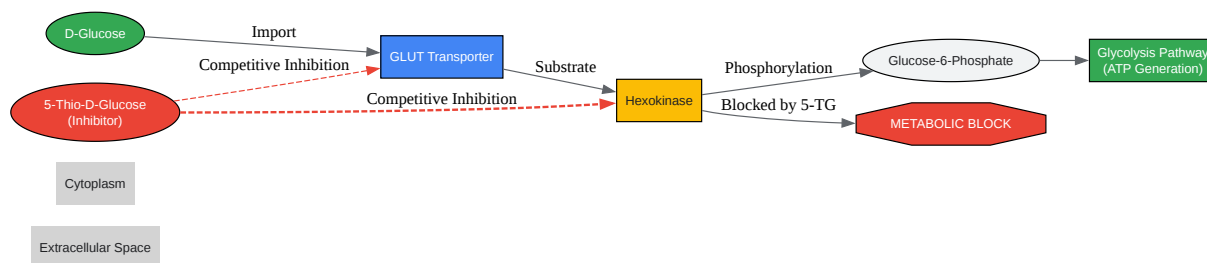 D-Glucose
Import
GLUT Transporter
Competitive Inhibition
5-Thio-D-Glucose
(Inhibitor)
Competitive Inhibition
Substrate
Hexokinase
Phosphorylation
Blocked by 5-TG
Glucose-6-Phosphate
METABOLIC BLOCK
Glycolysis Pathway
(ATP Generation)
Cytoplasm
Extracellular Space